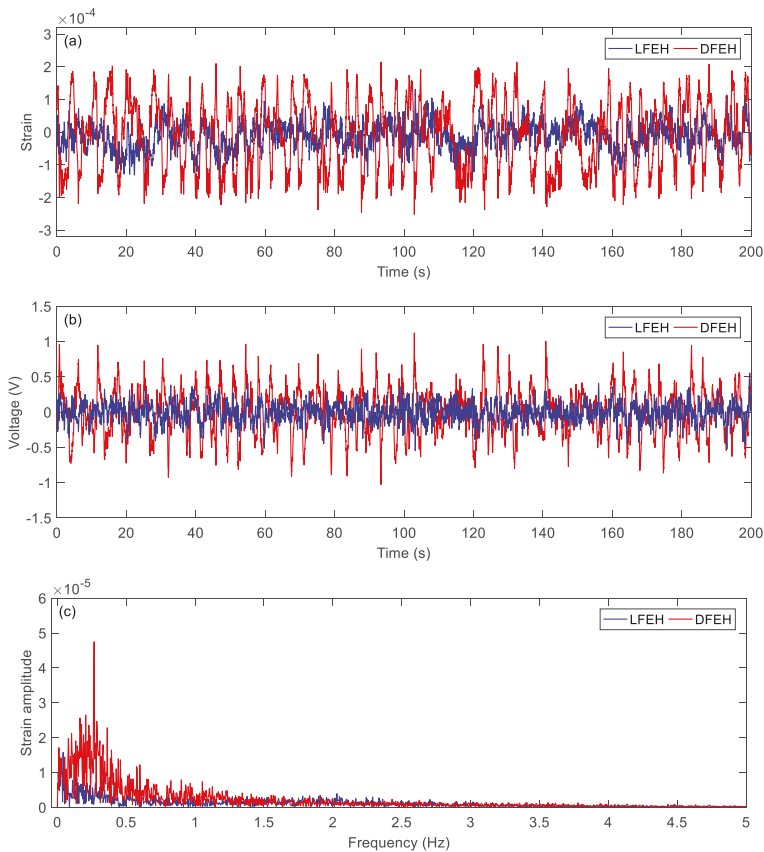 ×10-4
(a)
LFEH DFEH
3
2
1
0
-1
-2
-3
Strain
0 20 40 60 80 100 120 140 160 180 200
Time (s)
(b)
LFEH DFEH
1.5
1
0.5
0
-0.5
-1
-1.5
Voltage (V)
0 20 40 60 80 100 120 140 160 180 200
Time (s)
×10-5
(c)
LFEH DFEH
6
5
4
3
2
1
0
Strain amplitude
0 0.5 1 1.5 2 2.5 3 3.5 4 4.5 5
Frequency (Hz)